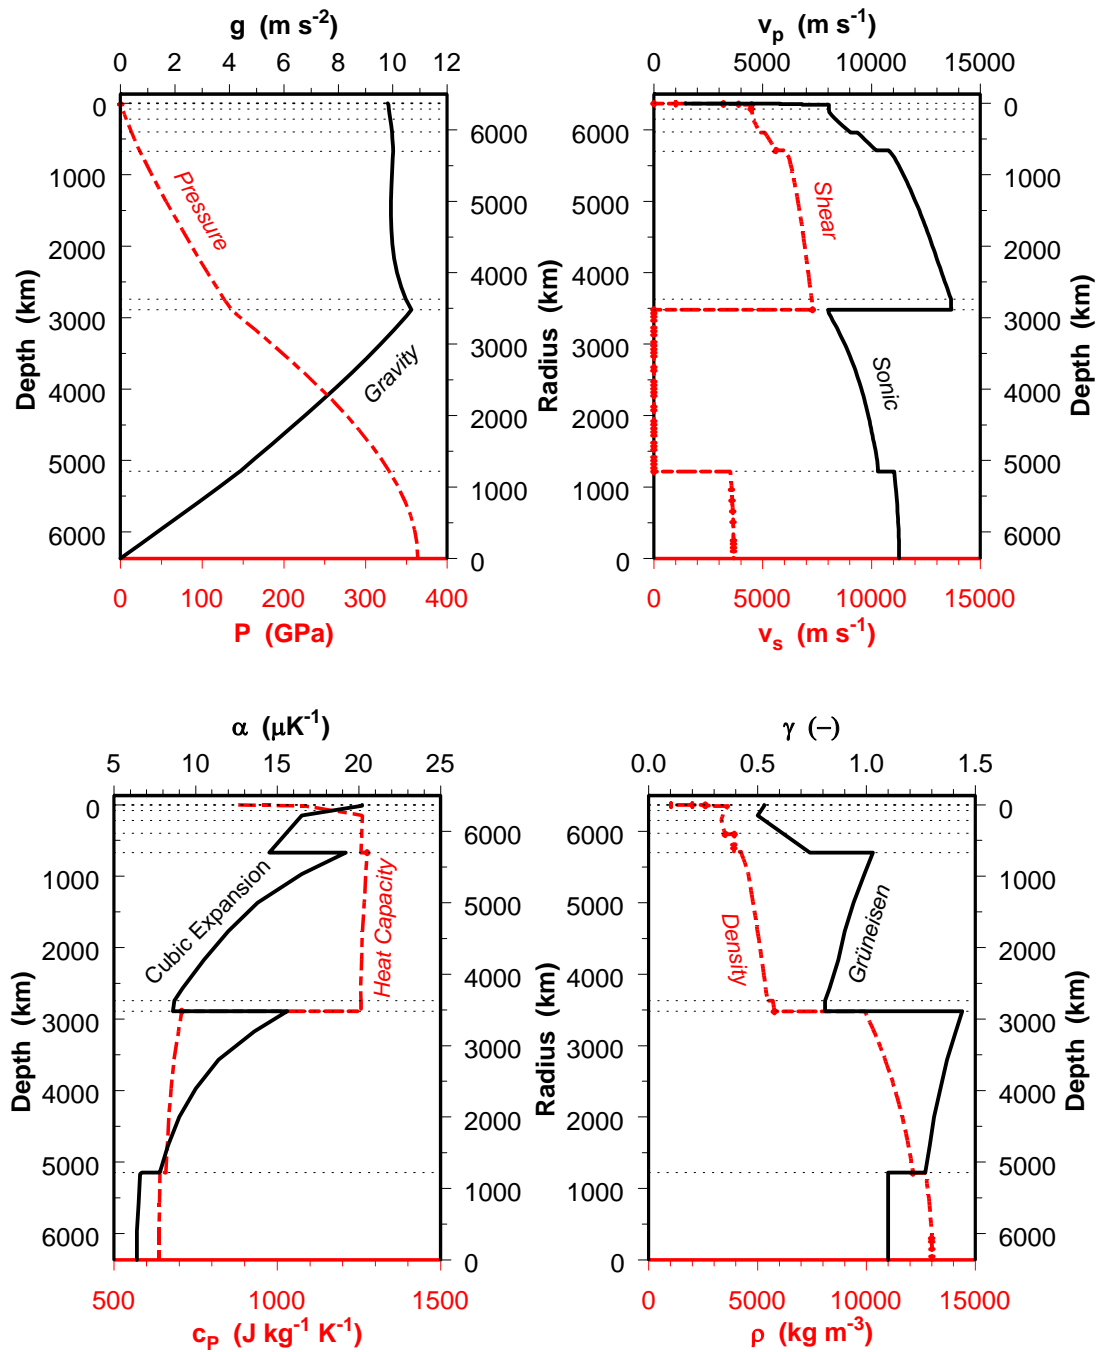 g (m s-2)
0 2 4 6 8 10 12
vp (m s-1)
0 5000 10000 15000
0
1000
2000
3000
4000
5000
6000
Depth (km)
Pressure
Gravity
6000
5000
4000
3000
2000
1000
0
Radius (km)
6000
5000
4000
3000
2000
1000
0
Shear
Sonic
0
1000
2000
3000
4000
5000
6000
Depth (km)
0 100 200 300 400
P (GPa)
0 5000 10000 15000
vs (m s-1)
α (μK-1)
5 10 15 20 25
γ (−)
0.0 0.5 1.0 1.5
0
1000
2000
3000
4000
5000
6000
Depth (km)
Cubic Expansion
Heat Capacity
6000
5000
4000
3000
2000
1000
0
Radius (km)
6000
5000
4000
3000
2000
1000
0
Density
Grüneisen
0
1000
2000
3000
4000
5000
6000
Depth (km)
500 1000 1500
cP (J kg-1 K-1)
0 5000 10000 15000
ρ (kg m-3)